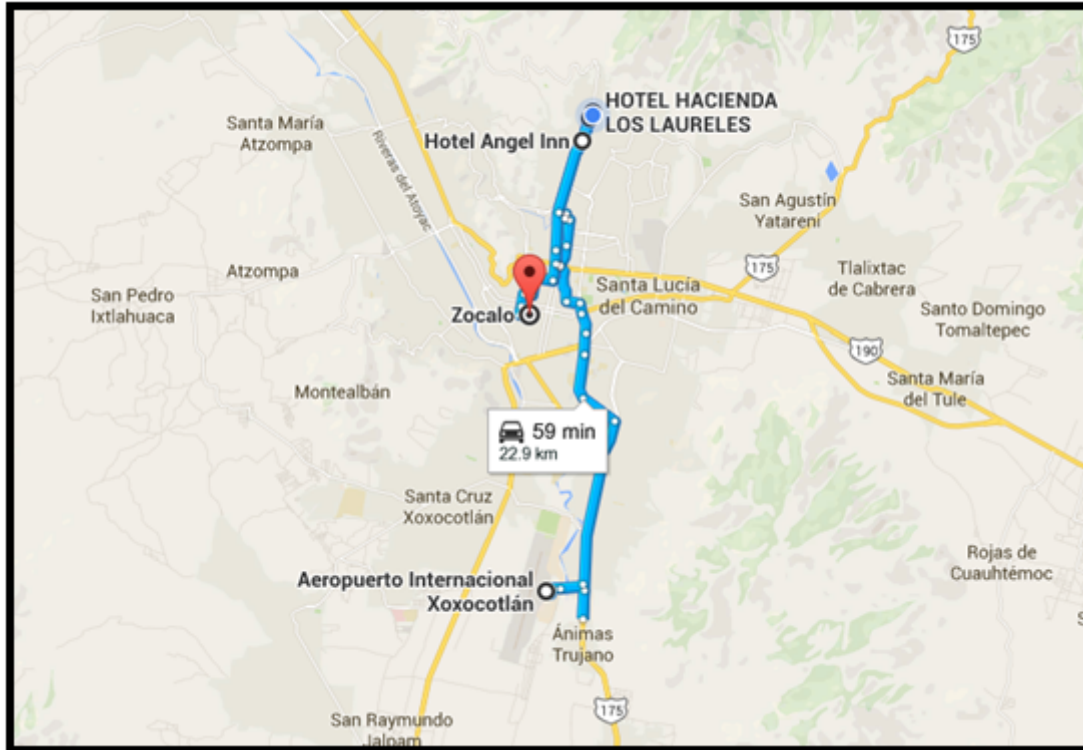 175
HOTEL HACIENDA
LOS LAURELES
Santa María
Atzompa
Hotel Angel Inn
Riveras del Atoyac
San Agustín
Yatareni
175
Atzompa
Tlalixtac
de Cabrera
San Pedro
Ixtlahuaca
Santa Lucía
del Camino
Zocalo
Santo Domingo
Tomaltepec
190
Montealbán
Santa María
del Tule
59 min
22.9 km
Santa Cruz
Xoxocotlán
Rojas de
Cuauhtémoc
Aeropuerto Internacional
Xoxocotlán
Ánimas
Trujano
175
San Raymundo
Jalpam